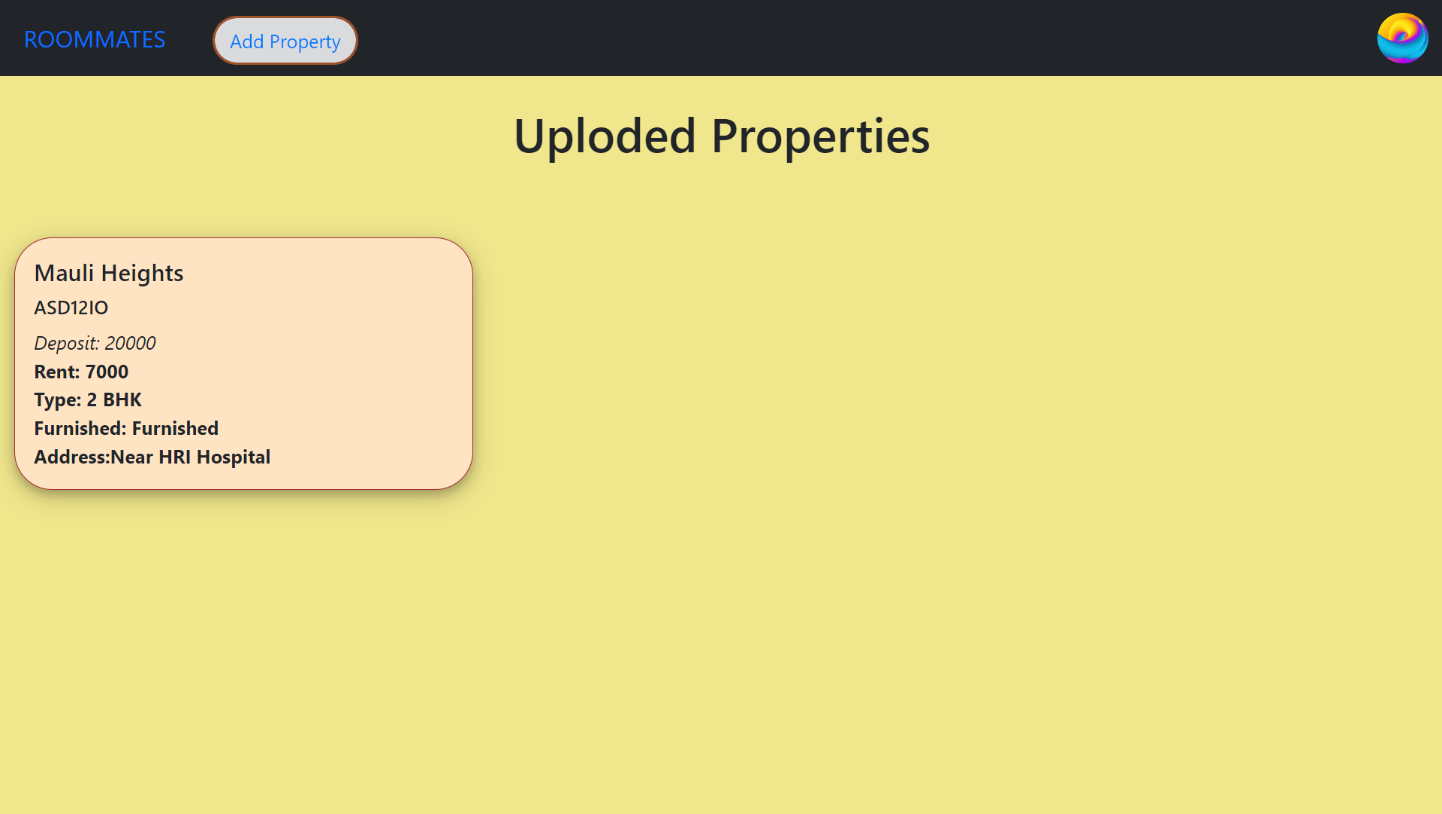 ROOMMATES
Add Property
Uploded Properties
Mauli Heights
ASD12IO
Deposit: 20000
Rent: 7000
Type: 2 BHK
Furnished: Furnished
Address:Near HRI Hospital